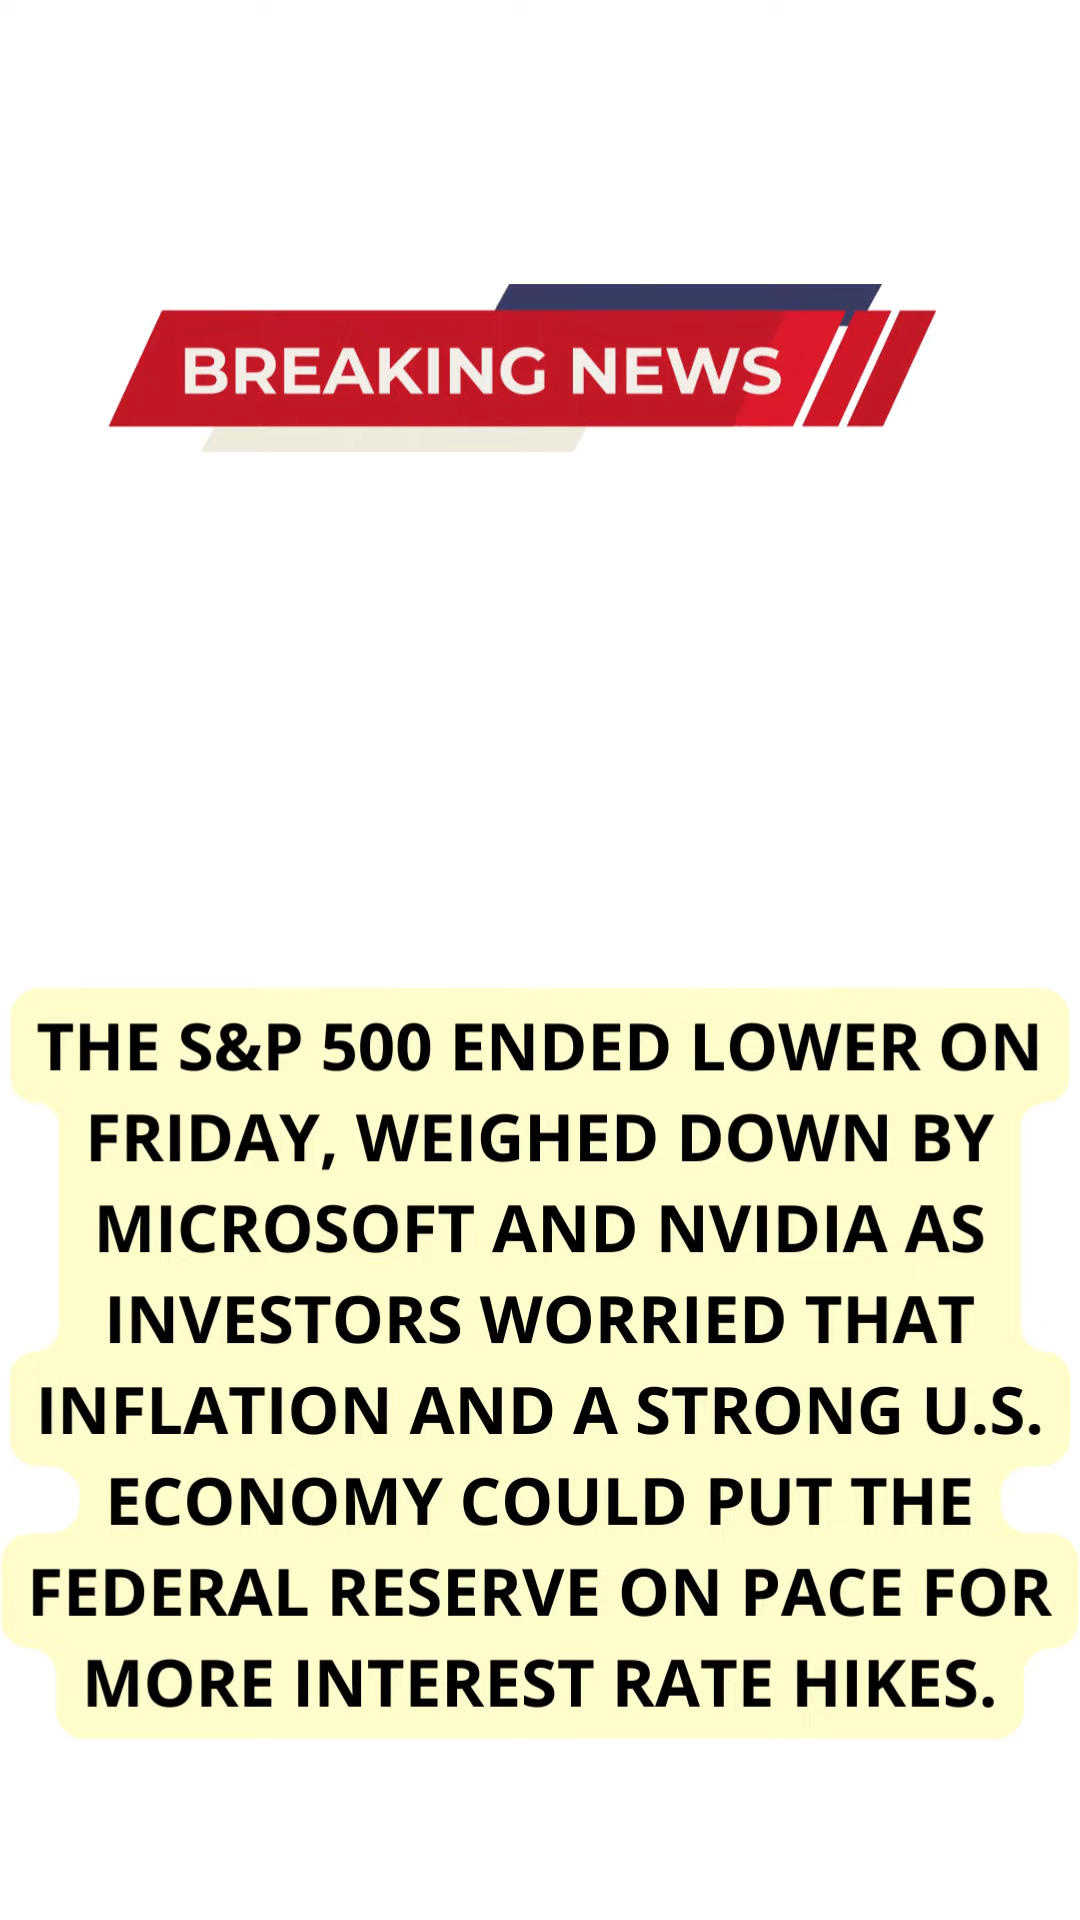 BREAKING NEWS
THE S&P 500 ENDED LOWER ON
FRIDAY, WEIGHED DOWN BY
MICROSOFT AND NVIDIA AS
INVESTORS WORRIED THAT
INFLATION AND A STRONG U.S.
ECONOMY COULD PUT THE
FEDERAL RESERVE ON PACE FOR
MORE INTEREST RATE HIKES.